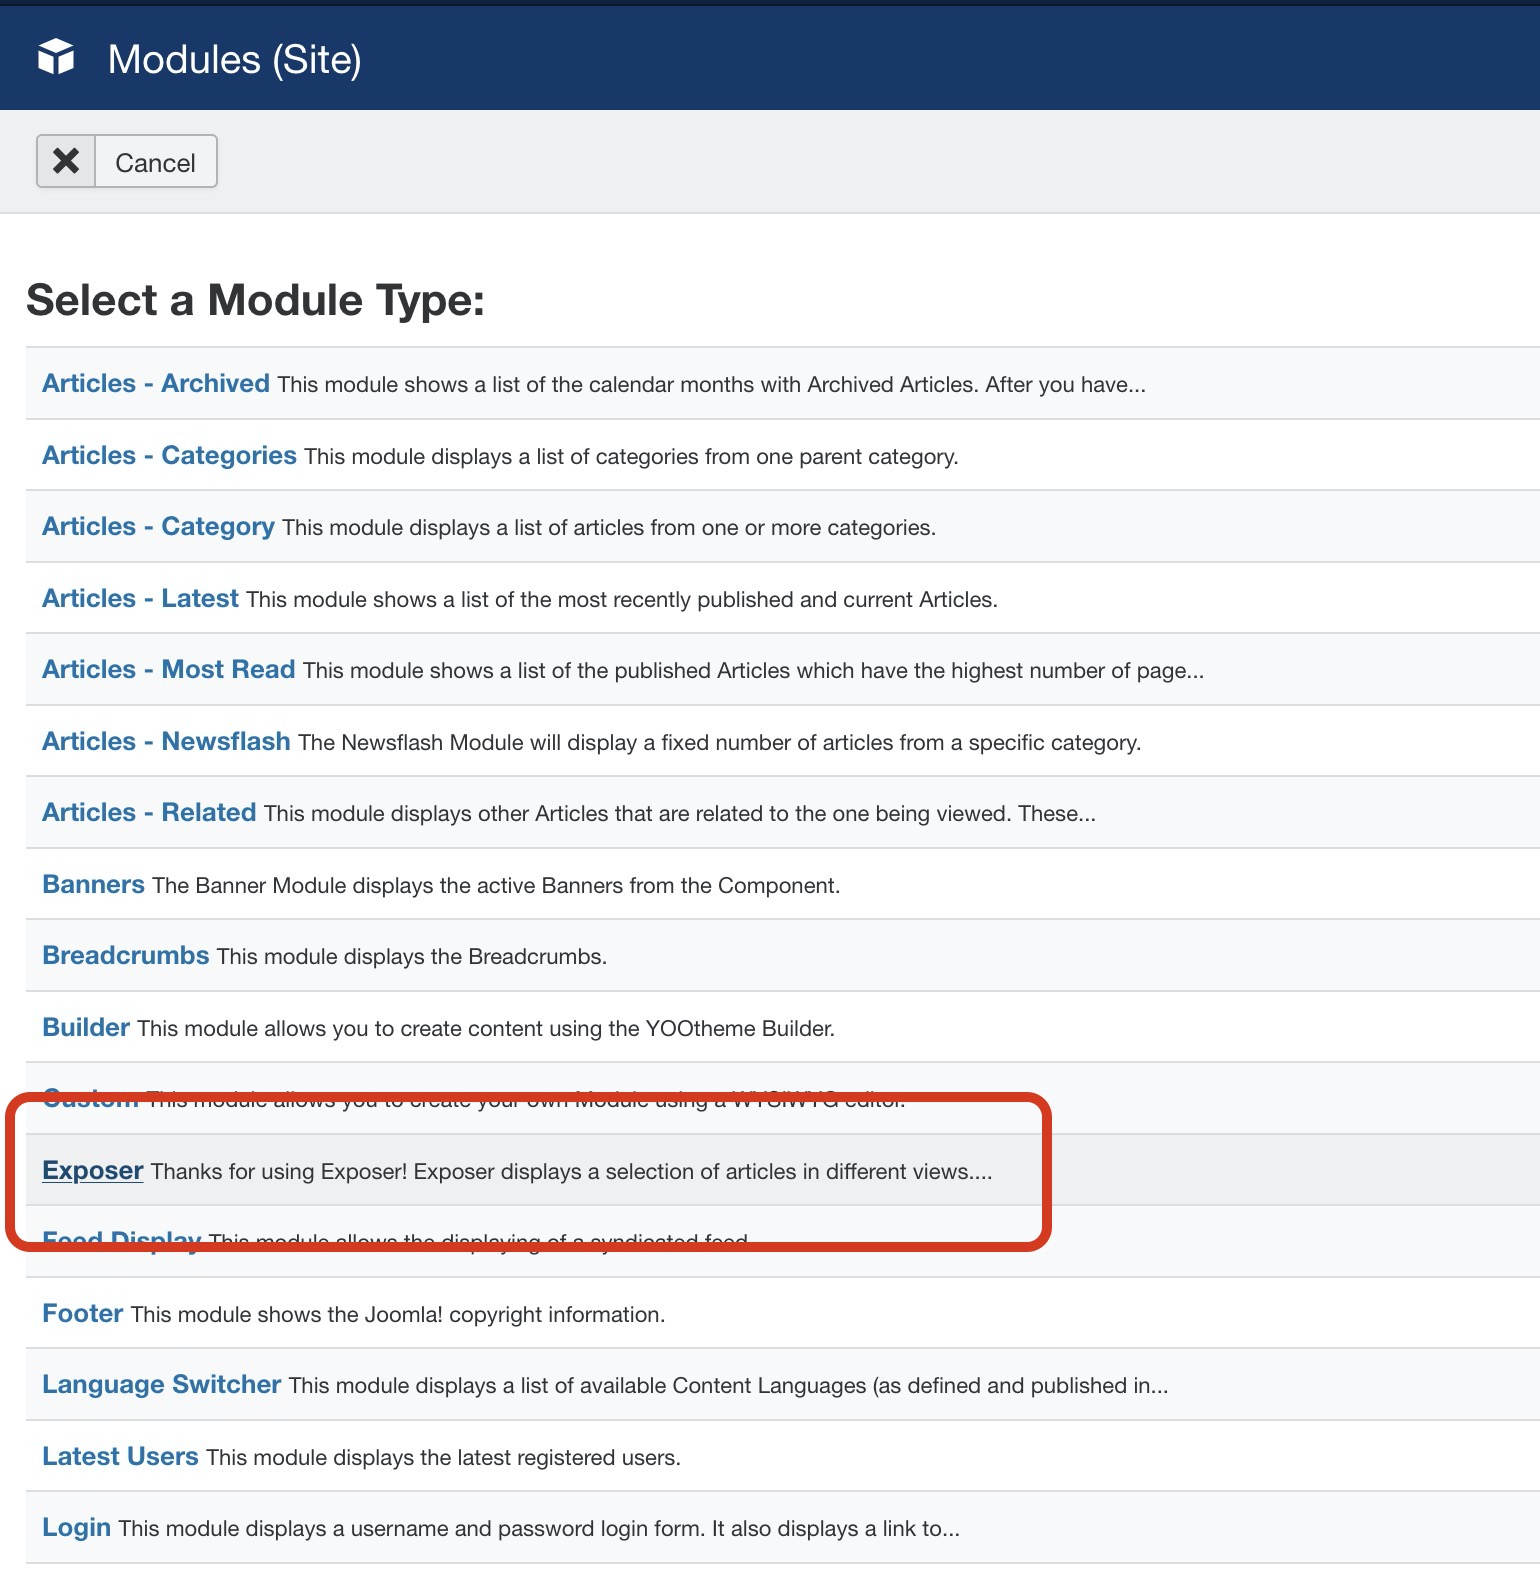 Modules (Site)
Cancel
Select a Module Type:
Articles - Archived This module shows a list of the calendar months with Archived Articles. After you have...
Articles - Categories This module displays a list of categories from one parent category.
Articles - Category This module displays a list of articles from one or more categories.
Articles - Latest This module shows a list of the most recently published and current Articles.
Articles - Most Read This module shows a list of the published Articles which have the highest number of page...
Articles - Newsflash The Newsflash Module will display a fixed number of articles from a specific category.
Articles - Related This module displays other Articles that are related to the one being viewed. These...
Banners The Banner Module displays the active Banners from the Component.
Breadcrumbs This module displays the Breadcrumbs.
Builder This module allows you to create content using the YOOtheme Builder.
Custom This module allows you to create your own Module using a WYSIWYG editor.
Exposer Thanks for using Exposer! Exposer displays a selection of articles in different views....
Feed Display This module allows the displaying of a syndicated feed
Footer This module shows the Joomla! copyright information.
Language Switcher This module displays a list of available Content Languages (as defined and published in...
Latest Users This module displays the latest registered users.
Login This module displays a username and password login form. It also displays a link to...